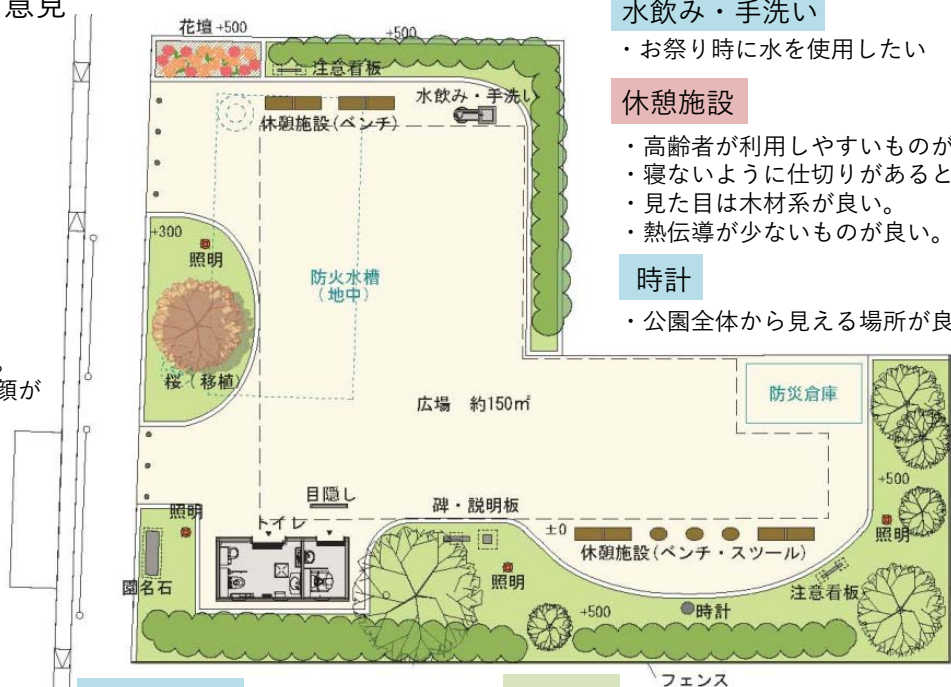 意見
花壇 +500
+500
注意看板
休憩施設(ベンチ)
水飲み・手洗い
+300
照明
桜(移植)
防火水槽
(地中)
広場 約150㎡
防災倉庫
+500
照明
目隠し
トイレ
照明
園名石
碑・説明板
照明
±0
休憩施設(ベンチ・スツール)
注意看板
+500
時計
フェンス
。
顔が
水飲み・手洗い
・お祭り時に水を使用したい
休憩施設
・高齢者が利用しやすいものが
・寝ないように仕切りがあると
・見た目は木材系が良い。
・熱伝導が少ないものが良い。
時計
・公園全体から見える場所が良